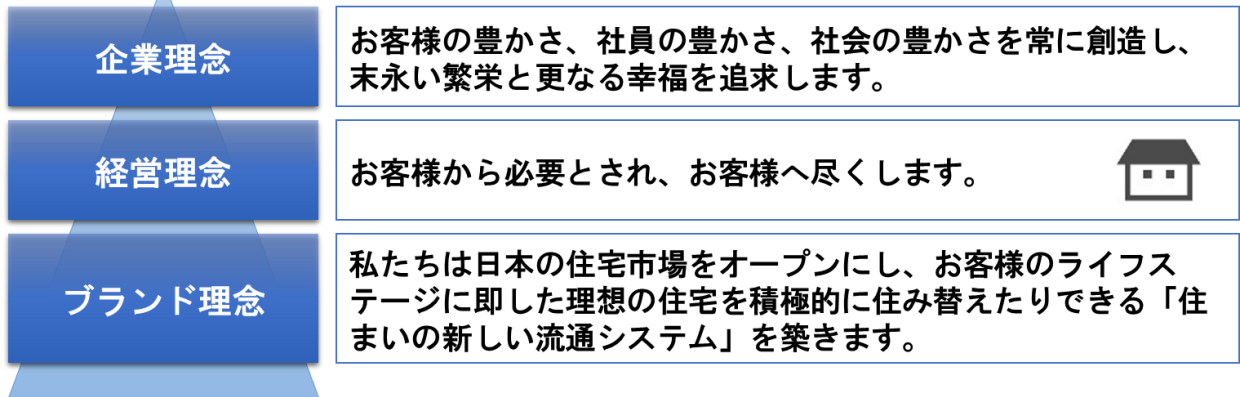 企業理念
お客様の豊かさ、社員の豊かさ、社会の豊かさを常に創造し、
末永い繁栄と更なる幸福を追求します。
経営理念
お客様から必要とされ、お客様へ尽くします。
ブランド理念
私たちは日本の住宅市場をオープンにし、お客様のライフス
テージに即した理想の住宅を積極的に住み替えたりできる「住
まいの新しい流通システム」を築きます。